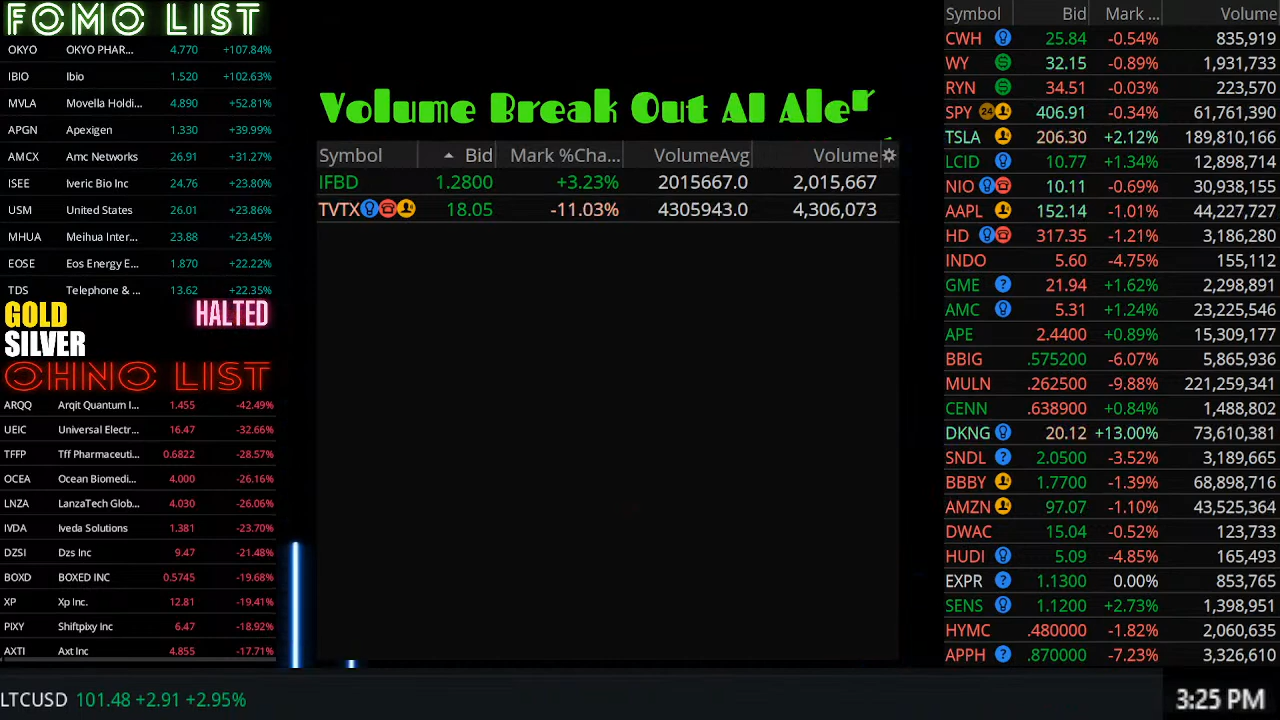 FOMO LIST
OKYO OKYO PHAR... 4.770 +107.84%
IBIO Ibio 1.520 +102.63%
MVLA Movella Holdi... 4.890 +52.81%
APGN Apexigen 1.330 +39.99%
AMCX Amc Networks 26.91 +31.27%
ISEE Iveric Bio Inc 24.76 +23.80%
USM United States 26.01 +23.86%
MHUA Meihua Inter... 23.88 +23.45%
EOSE Eos Energy E... 1.870 +22.22%
TDS Telephone & ... 13.62 +22.35%
GOLD HALTED
SILVER
OHNO LIST
ARQQ Arqit Quantum I... 1.455 -42.49%
UEIC Universal Electr... 16.47 -32.66%
TFFP Tff Pharmaceuti... 0.6822 -28.57%
OCEA Ocean Biomedi... 4.000 -26.16%
LNZA LanzaTech Glob... 4.030 -26.06%
IVDA Iveda Solutions 1.381 -23.70%
DZSI Dzs Inc 9.47 -21.48%
BOXD BOXED INC 0.5745 -19.68%
XP Xp Inc. 12.81 -19.41%
PIXY Shiftpixy Inc 6.47 -18.92%
AXTI Axt Inc 4.855 -17.71%
Volume Break Out AI Aler
Symbol Bid Mark %Cha... VolumeAvg Volume
IFBD 1.2800 +3.23% 2015667.0 2,015,667
TVTX 18.05 -11.03% 4305943.0 4,306,073
Symbol Bid Mark ... Volume
CWH 25.84 -0.54% 835,919
WY 32.15 -0.89% 1,931,733
RYN 34.51 -0.03% 223,570
SPY 24 406.91 -0.34% 61,761,390
TSLA 206.30 +2.12% 189,810,166
LCID 10.77 +1.34% 12,898,714
NIO 10.11 -0.69% 30,938,155
AAPL 152.14 -1.01% 44,227,727
HD 317.35 -1.21% 3,186,280
INDO 5.60 -4.75% 155,112
GME ? 21.94 +1.62% 2,298,891
AMC 5.31 +1.24% 23,225,546
APE 2.4400 +0.89% 15,309,177
BBIG .575200 -6.07% 5,865,936
MULN .262500 -9.88% 221,259,341
CENN .638900 +0.84% 1,488,802
DKNG 20.12 +13.00% 73,610,381
SNDL ? 2.0500 -3.52% 3,189,665
BBBY 1.7700 -1.39% 68,898,716
AMZN 97.07 -1.10% 43,525,364
DWAC 15.04 -0.52% 123,733
HUDI 5.09 -4.85% 165,493
EXPR ? 1.1300 0.00% 853,765
SENS 1.1200 +2.73% 1,398,951
HYMC .480000 -1.82% 2,060,635
APPH ? .870000 -7.23% 3,326,610
LTCUSD 101.48 +2.91 +2.95%
3:25 PM